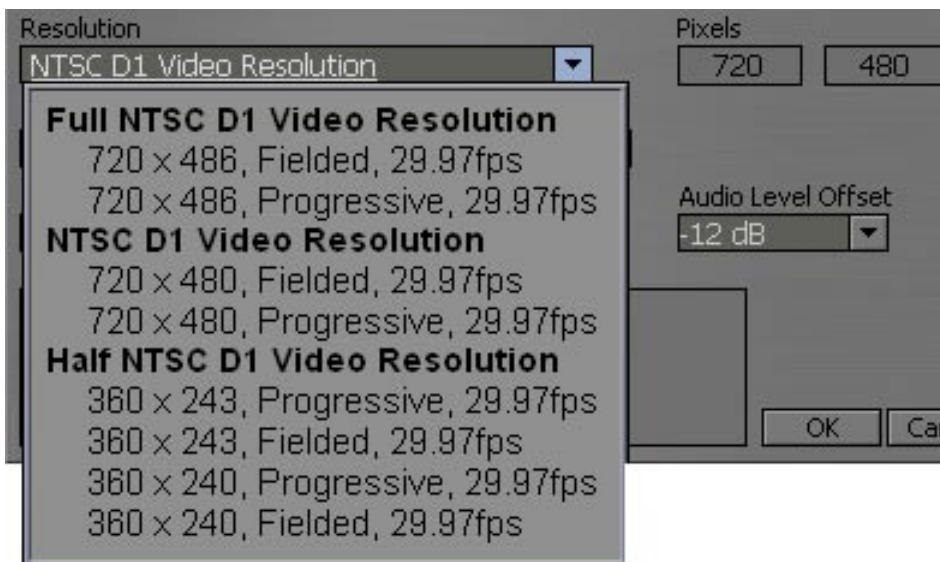 Resolution
Pixels
NTSC D1 Video Resolution
720
480
Full NTSC D1 Video Resolution
720 × 486, Fielded, 29.97fps
720 × 486, Progressive, 29.97fps
Audio Level Offset
-12 dB
NTSC D1 Video Resolution
720 × 480, Fielded, 29.97fps
720 × 480, Progressive, 29.97fps
Half NTSC D1 Video Resolution
360 × 243, Progressive, 29.97fps
360 × 243, Fielded, 29.97fps
360 × 240, Progressive, 29.97fps
360 × 240, Fielded, 29.97fps
OK